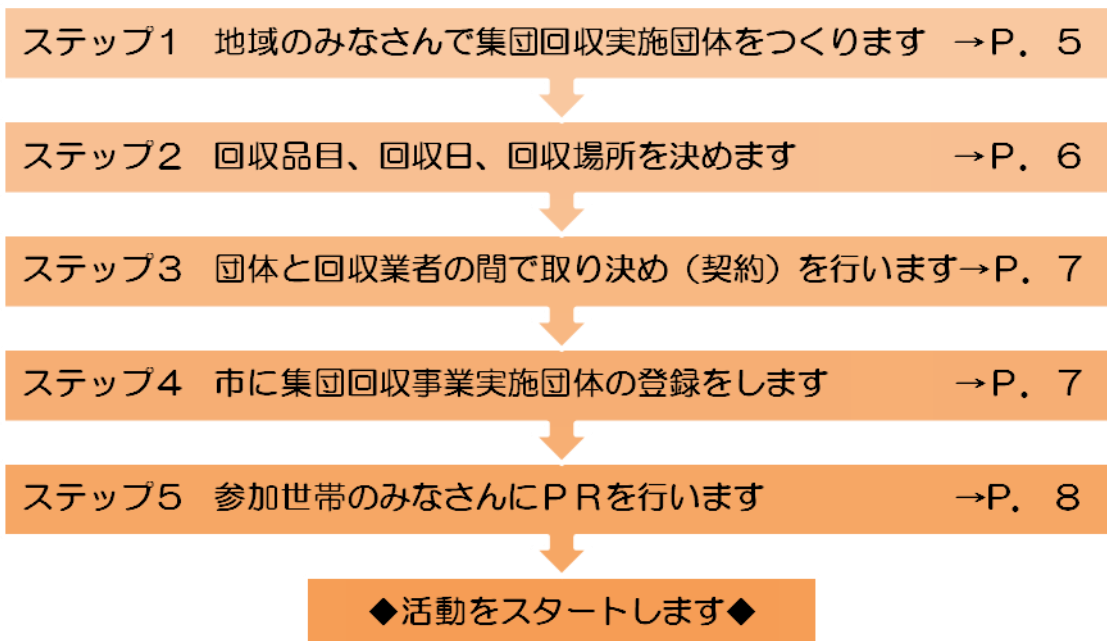 ステップ1 地域のみなさんで集団回収実施団体をつくります →P. 5
ステップ2 回収品目、回収日、回収場所を決めます →P. 6
ステップ3 団体と回収業者の間で取り決め（契約）を行います→P. 7
ステップ4 市に集団回収事業実施団体の登録をします →P. 7
ステップ5 参加世帯のみなさんにPRを行います →P. 8
◆活動をスタートします◆